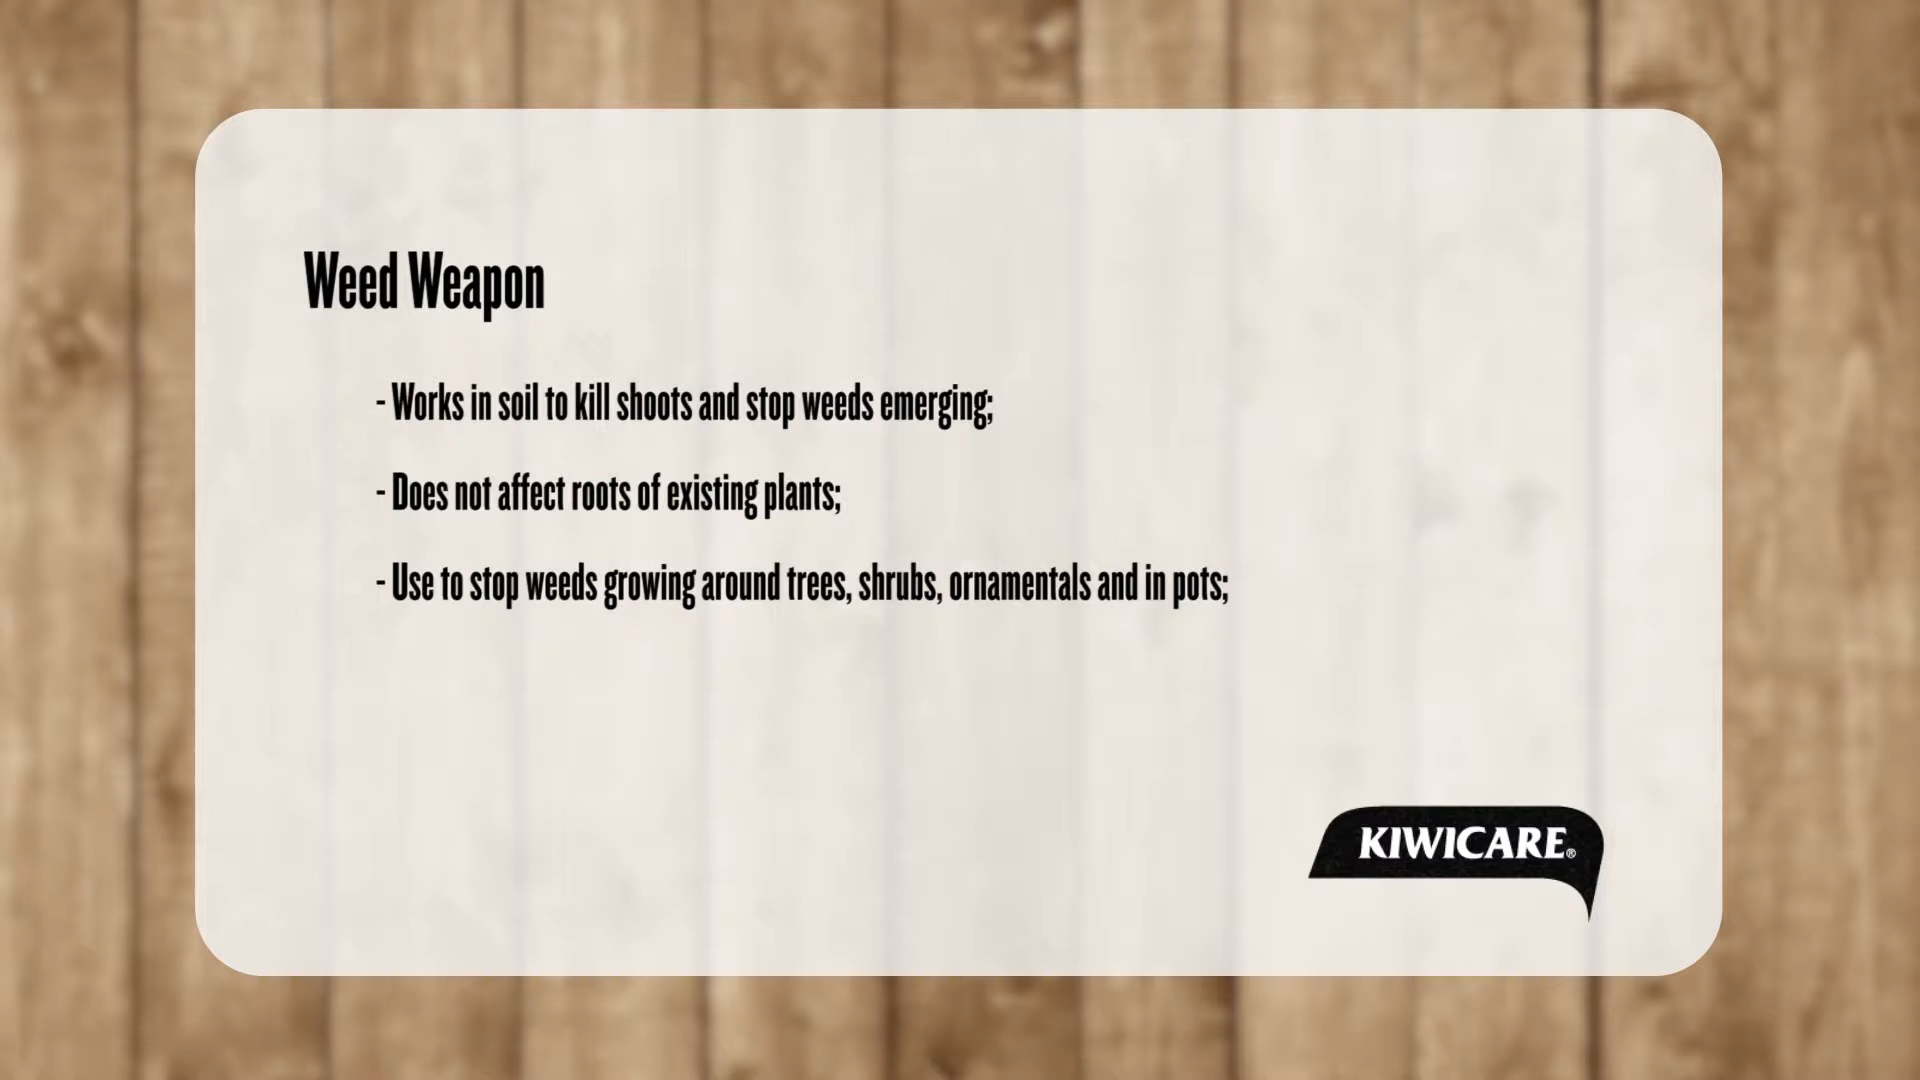 Weed Weapon
- Works in soil to kill shoots and stop weeds emerging;
- Does not affect roots of existing plants;
- Use to stop weeds growing around trees, shrubs, ornamentals and in pots;
KIWICARE®